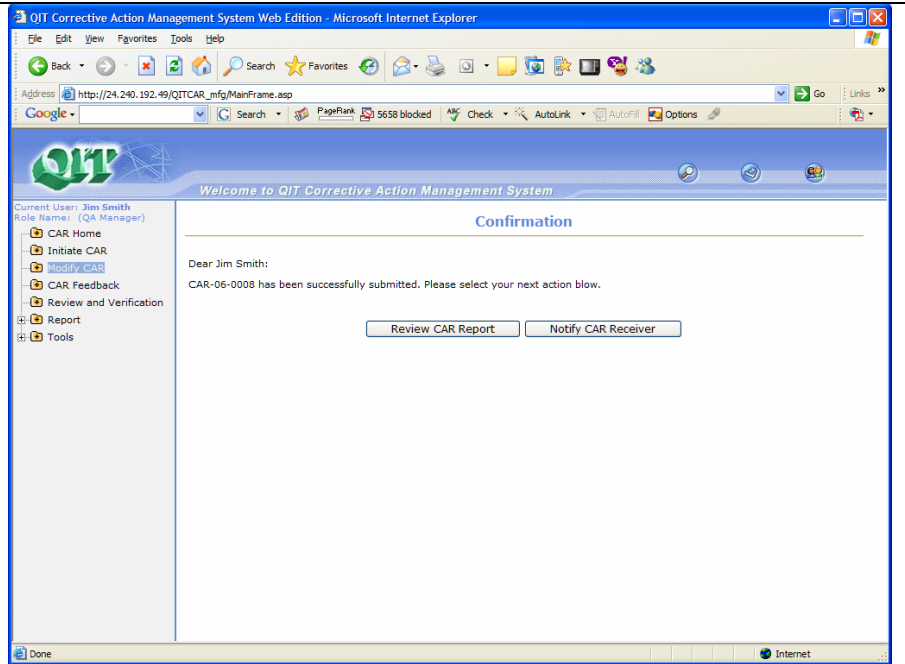 QIT Corrective Action Management System Web Edition - Microsoft Internet Explorer
File Edit View Favorites Tools Help
Back Search Favorites
Address http://24.240.192.49/QITCAR_mfg/MainFrame.asp Go Links »
Google - Search PageRank 5658 blocked ABC Check AutoLink AutoFill Options
QIT
Welcome to QIT Corrective Action Management System
Current User: Jim Smith
Role Name: (QA Manager)
CAR Home
Initiate CAR
Modify CAR
CAR Feedback
Review and Verification
Report
Tools
Confirmation
Dear Jim Smith:
CAR-06-0008 has been successfully submitted. Please select your next action blow.
Review CAR Report Notify CAR Receiver
Done Internet